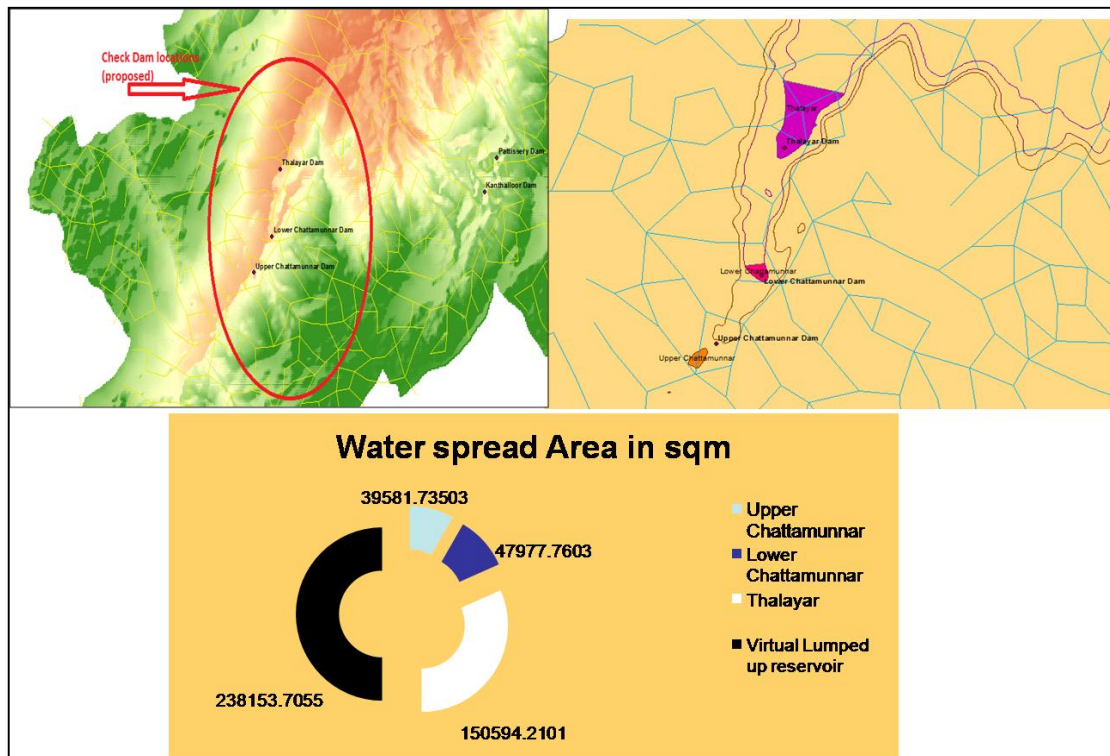 Check Dam locations
(proposed)
Thalayar Dam
Pattissery Dam
Kanthalloor Dam
Lower Chattamunnar Dam
Upper Chattamunnar Dam
Thalayar
Thalayar Dam
Lower Chattamunnar
Lower Chattamunnar Dam
Upper Chattamunnar Dam
Upper Chattamunnar
Water spread Area in sqm
39581.73503
47977.7603
238153.7055
150594.2101
Upper
Chattamunnar
Lower
Chattamunnar
Thalayar
Virtual Lumped
up reservoir